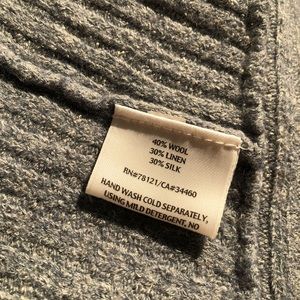 40% WOOL
30% LINEN
30% SILK
RN#78121/CA#34460
HAND WASH COLD SEPARATELY,
USING MILD DETERGENT, NO